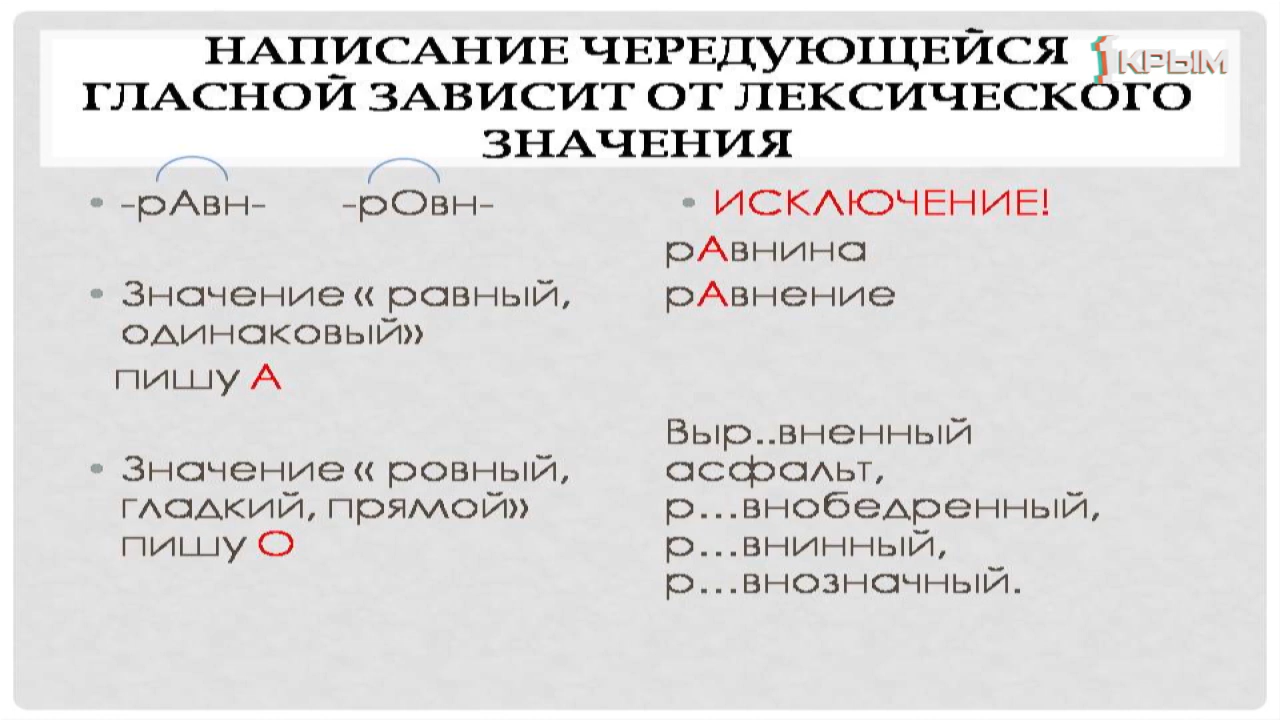 НАПИСАНИЕ ЧЕРЕДУЮЩЕЙСЯ
ГЛАСНОЙ ЗАВИСИТ ОТ ЛЕКСИЧЕСКОГО
ЗНАЧЕНИЯ
1 КРЫМ
• -рАвн- -рОвн-
• Значение « равный,
одинаковый»
пишу А
• Значение « ровный,
гладкий, прямой»
пишу О
• ИСКЛЮЧЕНИЕ!
рАвнина
рАвнение
Выр..вненный
асфальт,
р...внобедренный,
р...внинный,
р...внозначный.